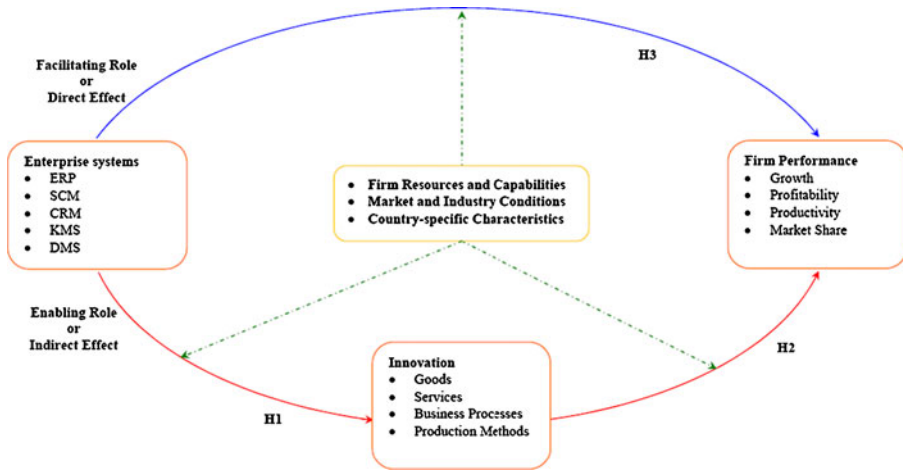 Facilitating Role
or
Direct Effect
H3
Enterprise systems
• ERP
• SCM
• CRM
• KMS
• DMS
• Firm Resources and Capabilities
• Market and Industry Conditions
• Country-specific Characteristics
Firm Performance
• Growth
• Profitability
• Productivity
• Market Share
Enabling Role
or
Indirect Effect
H1
Innovation
• Goods
• Services
• Business Processes
• Production Methods
H2